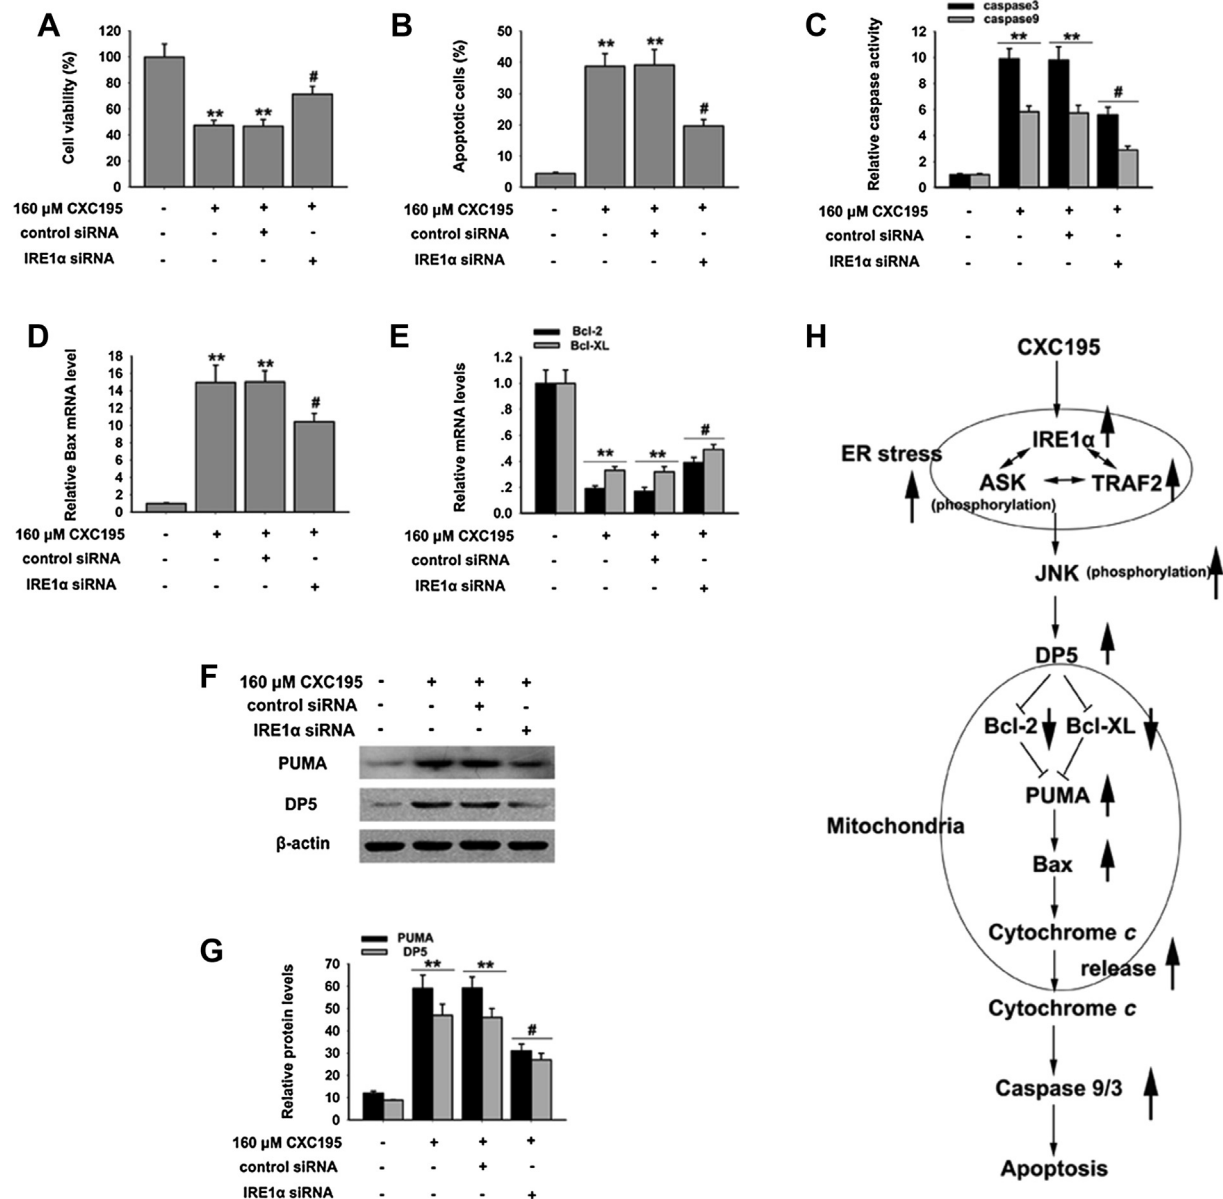 A
Cell viability (%)
120
100
80
60
40
20
0
** ** #
160 µM CXC195 - + + +
control siRNA - - + -
IRE1α siRNA - - - +
B
Apoptotic cells (%)
50
40
30
20
10
0
** ** #
160 µM CXC195 - + + +
control siRNA - - + -
IRE1α siRNA - - - +
C
caspase3
caspase9
Relative caspase activity
12
10
8
6
4
2
0
** ** #
160 µM CXC195 - + + +
control siRNA - - + -
IRE1α siRNA - - - +
D
Relative Bax mRNA level
18
16
14
12
10
8
6
4
2
0
** ** #
160 µM CXC195 - + + +
control siRNA - - + -
IRE1α siRNA - - - +
E
Bcl-2
Bcl-XL
Relative mRNA levels
1.2
1.0
.8
.6
.4
.2
0.0
** ** #
160 µM CXC195 - + + +
control siRNA - - + -
IRE1α siRNA - - - +
F
160 µM CXC195 - + + +
control siRNA - - + -
IRE1α siRNA - - - +
PUMA
DP5
β-actin
G
PUMA
DP5
Relative protein levels
70
60
50
40
30
20
10
0
** ** #
160 µM CXC195 - + + +
control siRNA - - + -
IRE1α siRNA - - - +
H
CXC195
ER stress
IRE1α
ASK TRAF2
(phosphorylation)
JNK (phosphorylation)
DP5
Bcl-2 Bcl-XL
PUMA
Mitochondria
Bax
Cytochrome c
release
Cytochrome c
Caspase 9/3
Apoptosis